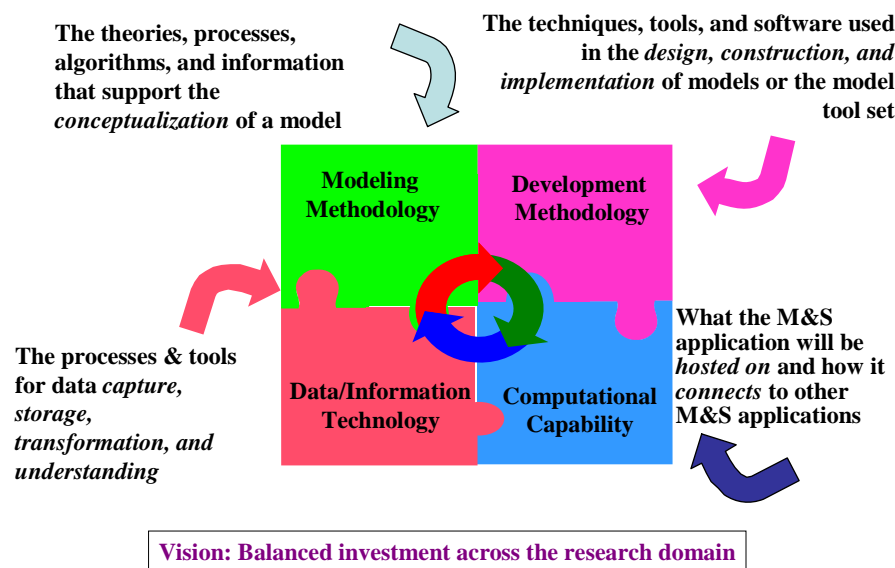 The theories, processes,
algorithms, and information
that support the
conceptualization of a model
The techniques, tools, and software used
in the design, construction, and
implementation of models or the model
tool set
Modeling
Methodology
Development
Methodology
The processes & tools
for data capture,
storage,
transformation, and
understanding
Data/Information
Technology
Computational
Capability
What the M&S
application will be
hosted on and how it
connects to other
M&S applications
Vision: Balanced investment across the research domain